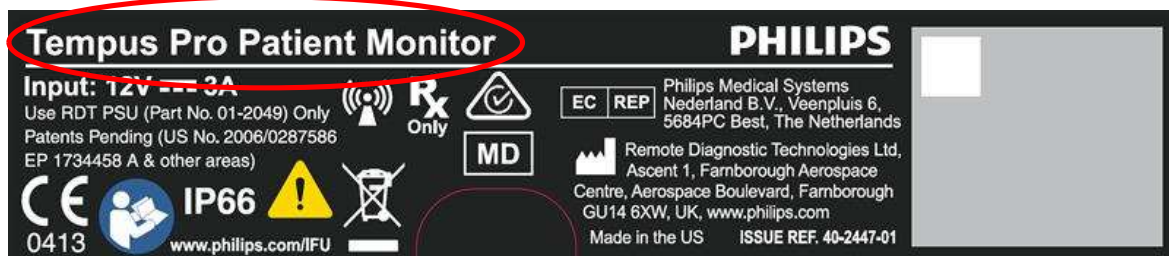 Tempus Pro Patient Monitor
PHILIPS
Input: 12V 3A
Use RDT PSU (Part No. 01-2049) Only
Patents Pending (US No. 2006/0287586
EP 1734458 A & other areas)
CE
0413
IP66
www.philips.com/IFU
Rx
Only
MD
EC REP
Philips Medical Systems
Nederland B.V., Veenpluis 6,
5684PC Best, The Netherlands
Remote Diagnostic Technologies Ltd,
Ascent 1, Farnborough Aerospace
Centre, Aerospace Boulevard, Farnborough
GU14 6XW, UK, www.philips.com
Made in the US ISSUE REF. 40-2447-01